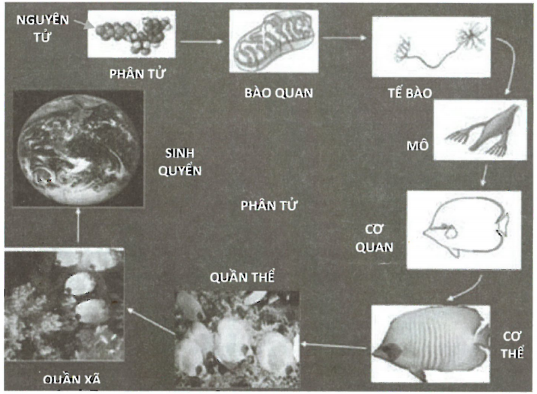 NGUYÊN
TỬ
PHÂN TỬ
BÀO QUAN
TẾ BÀO
MÔ
SINH
QUYỂN
PHÂN TỬ
CƠ
QUAN
QUẦN THỂ
CƠ
THỂ
QUẦN XÃ